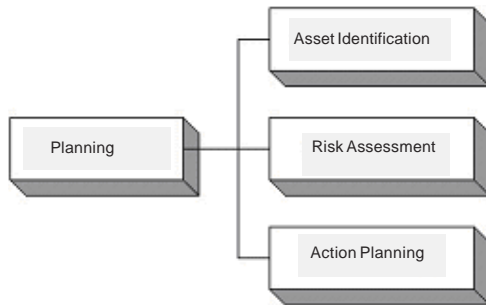 Asset Identification
Planning
Risk Assessment
Action Planning